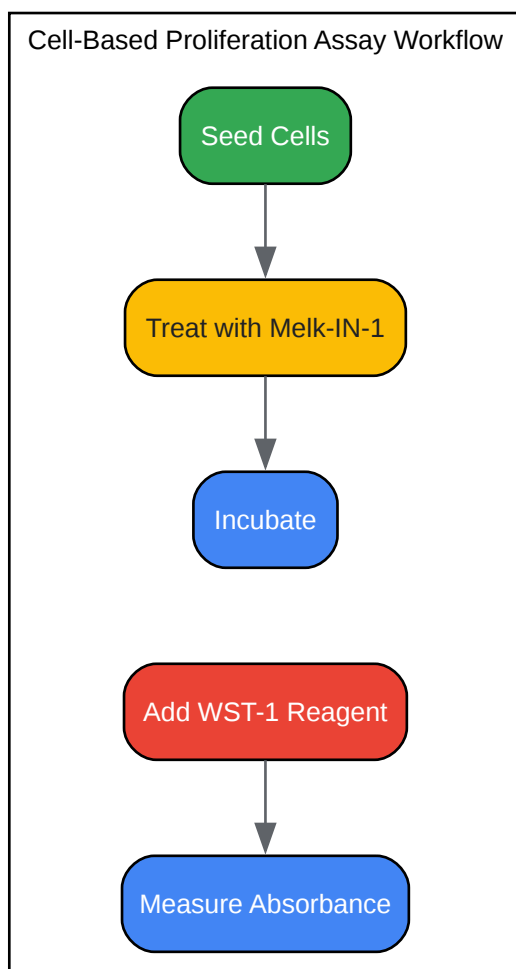 Cell-Based Proliferation Assay Workflow
Seed Cells
Treat with Melk-IN-1
Incubate
Add WST-1 Reagent
Measure Absorbance